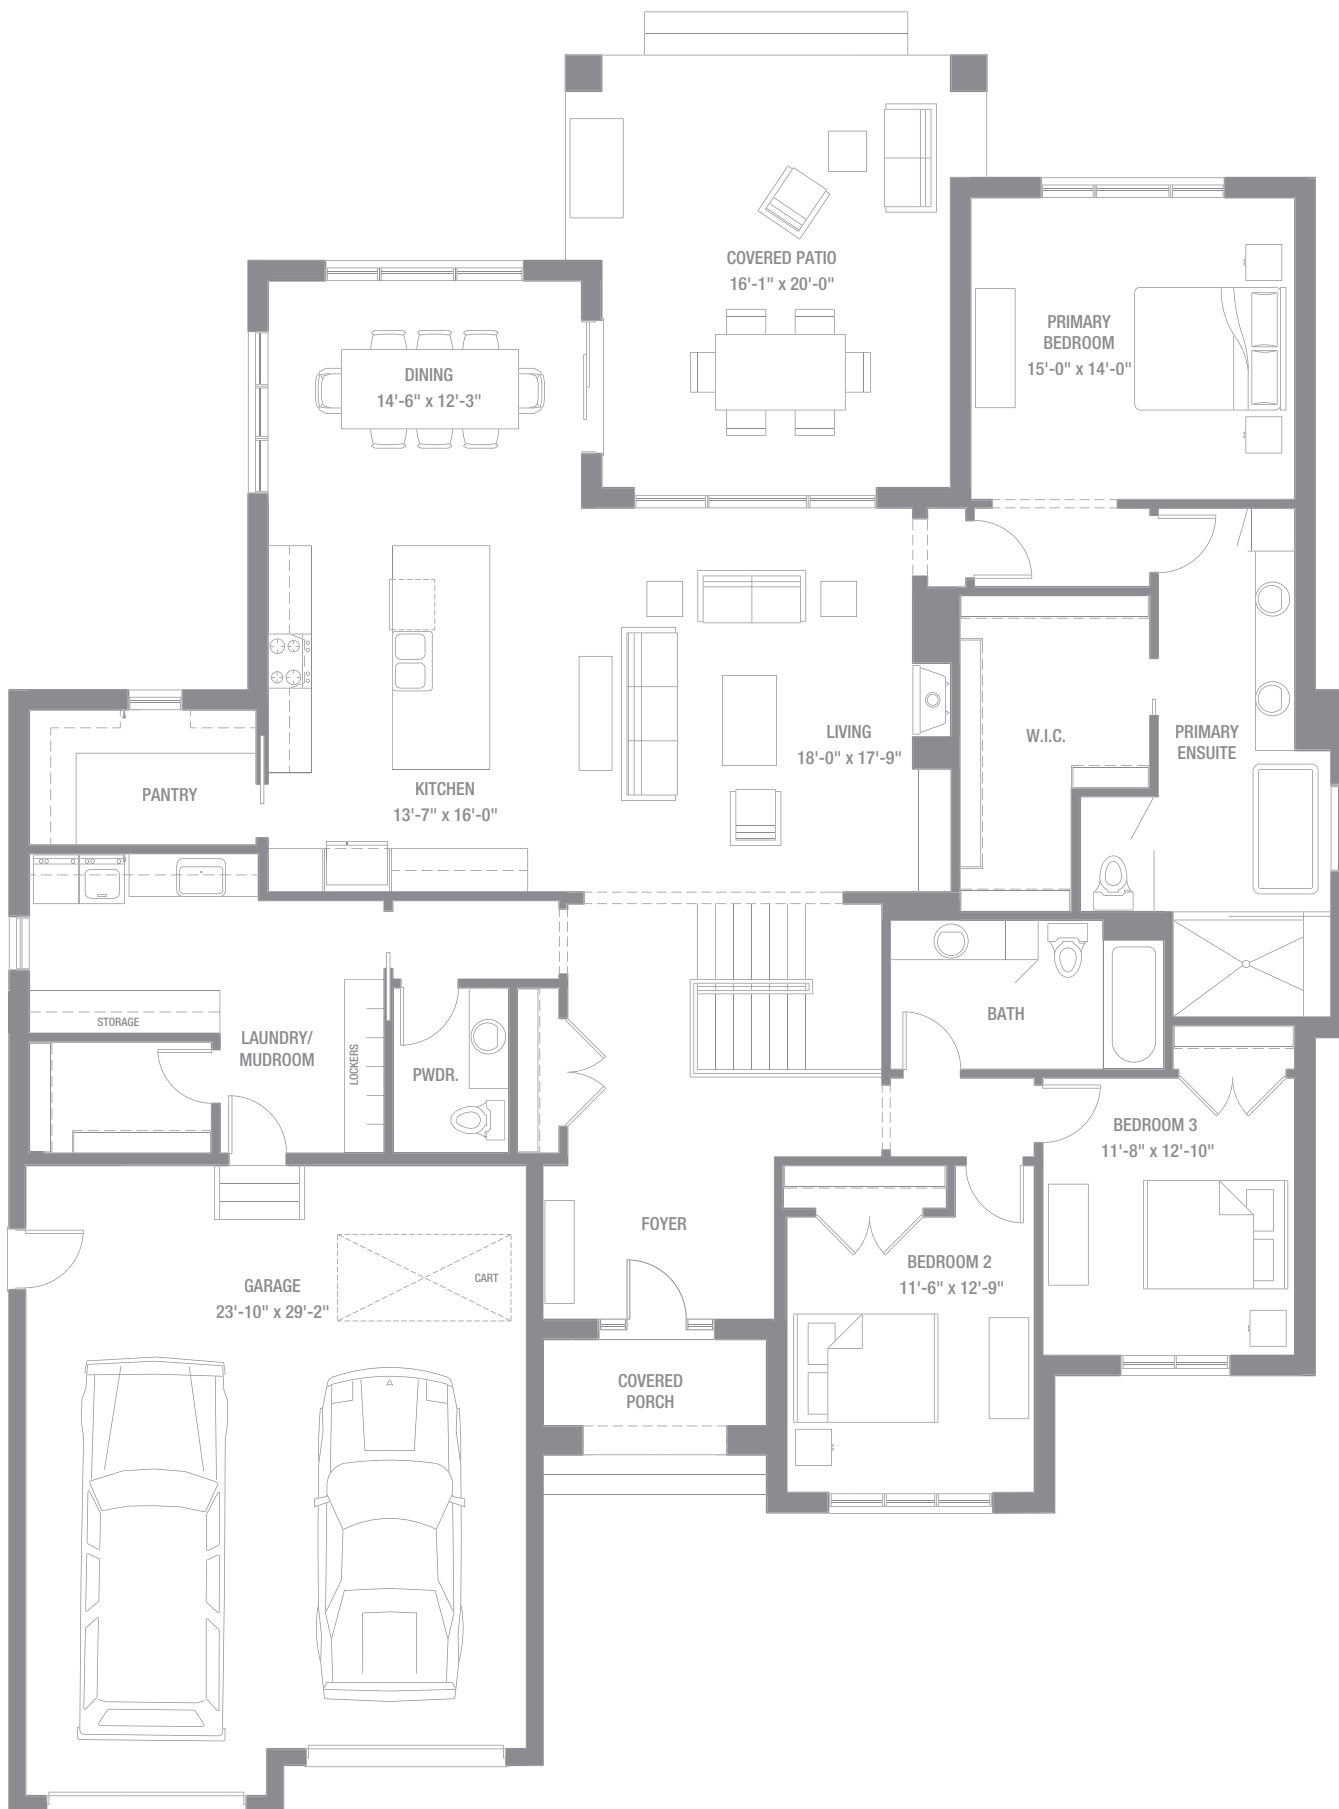 COVERED PATIO
16'-1" x 20'-0"
PRIMARY
BEDROOM
15'-0" x 14'-0"
DINING
14'-6" x 12'-3"
LIVING
18'-0" x 17'-9"
W.I.C.
PRIMARY
ENSUITE
KITCHEN
13'-7" x 16'-0"
PANTRY
STORAGE
LAUNDRY/
MUDROOM
LOCKERS
PWDR.
BATH
BEDROOM 3
11'-8" x 12'-10"
FOYER
BEDROOM 2
11'-6" x 12'-9"
GARAGE
23'-10" x 29'-2"
CART
COVERED
PORCH